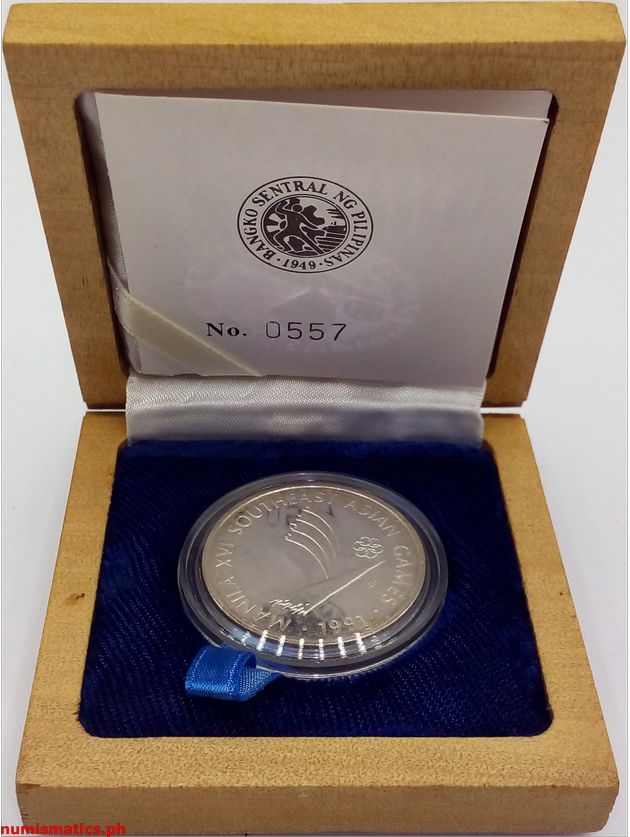 BANGKO SENTRAL NG PILIPINAS
· 1949 ·
No. 0557
MANILA XVI SOUTHEAST ASIAN GAMES · 1991 ·
numismatics.ph